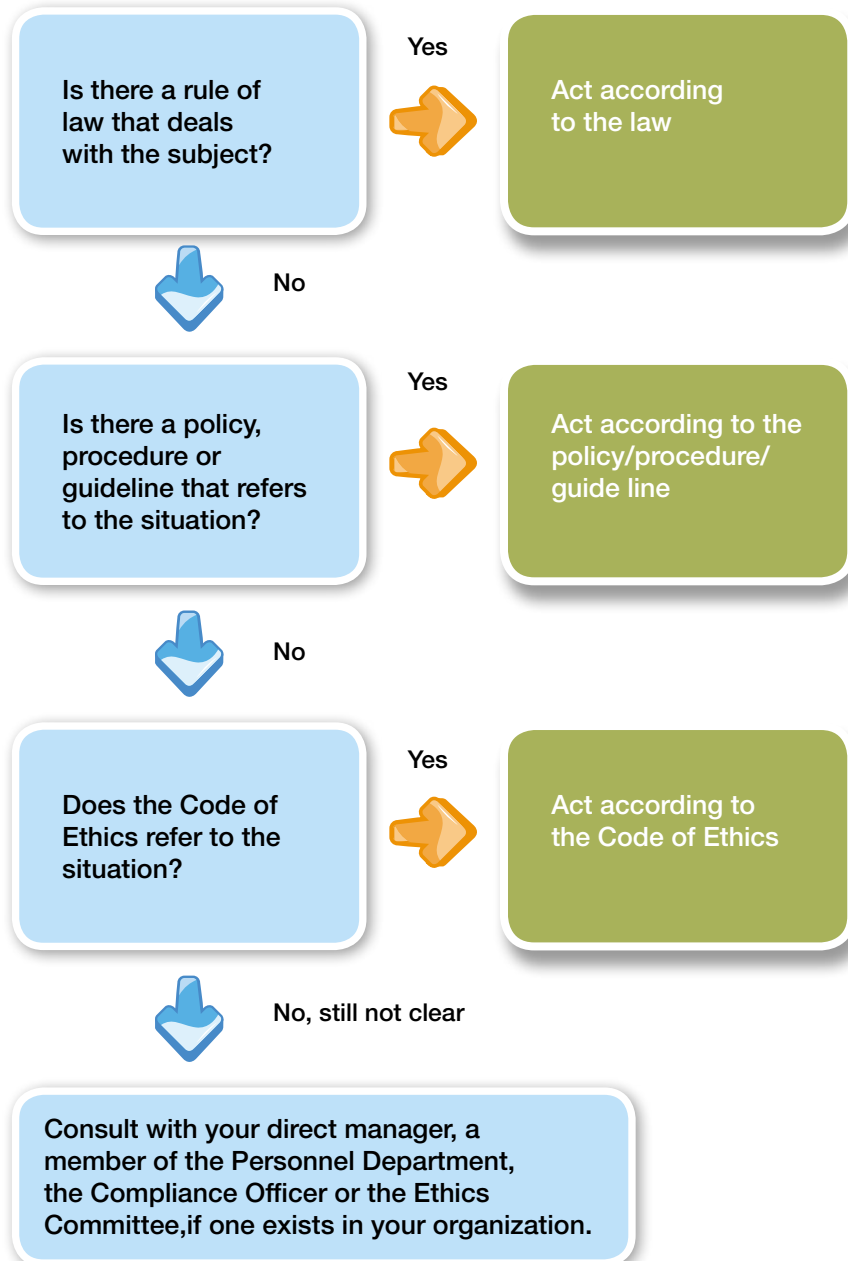 Is there a rule of
law that deals
with the subject?
Yes
Act according
to the law
No
Is there a policy,
procedure or
guideline that refers
to the situation?
Yes
Act according to the
policy/procedure/
guide line
No
Does the Code of
Ethics refer to the
situation?
Yes
Act according to
the Code of Ethics
No, still not clear
Consult with your direct manager, a
member of the Personnel Department,
the Compliance Officer or the Ethics
Committee,if one exists in your organization.